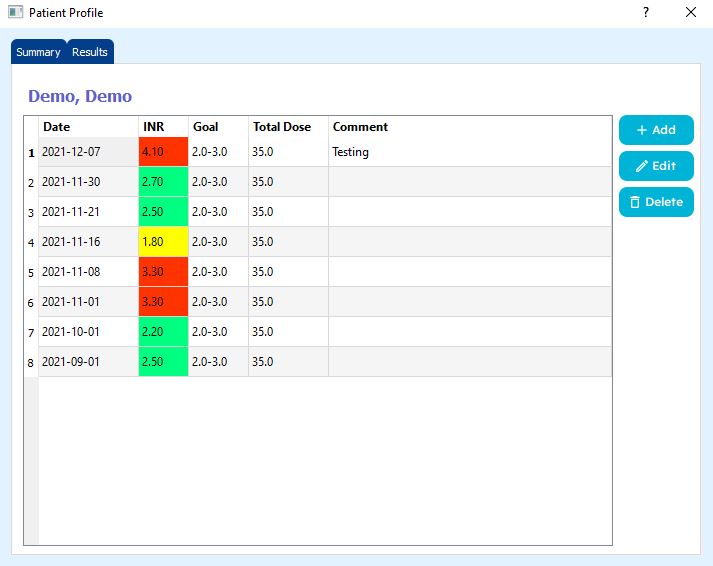 Patient Profile ?
Summary Results
Demo, Demo
Date INR Goal Total Dose Comment
1 2021-12-07 4.10 2.0-3.0 35.0 Testing
2 2021-11-30 2.70 2.0-3.0 35.0
3 2021-11-21 2.50 2.0-3.0 35.0
4 2021-11-16 1.80 2.0-3.0 35.0
5 2021-11-08 3.30 2.0-3.0 35.0
6 2021-11-01 3.30 2.0-3.0 35.0
7 2021-10-01 2.20 2.0-3.0 35.0
8 2021-09-01 2.50 2.0-3.0 35.0
Add
Edit
Delete